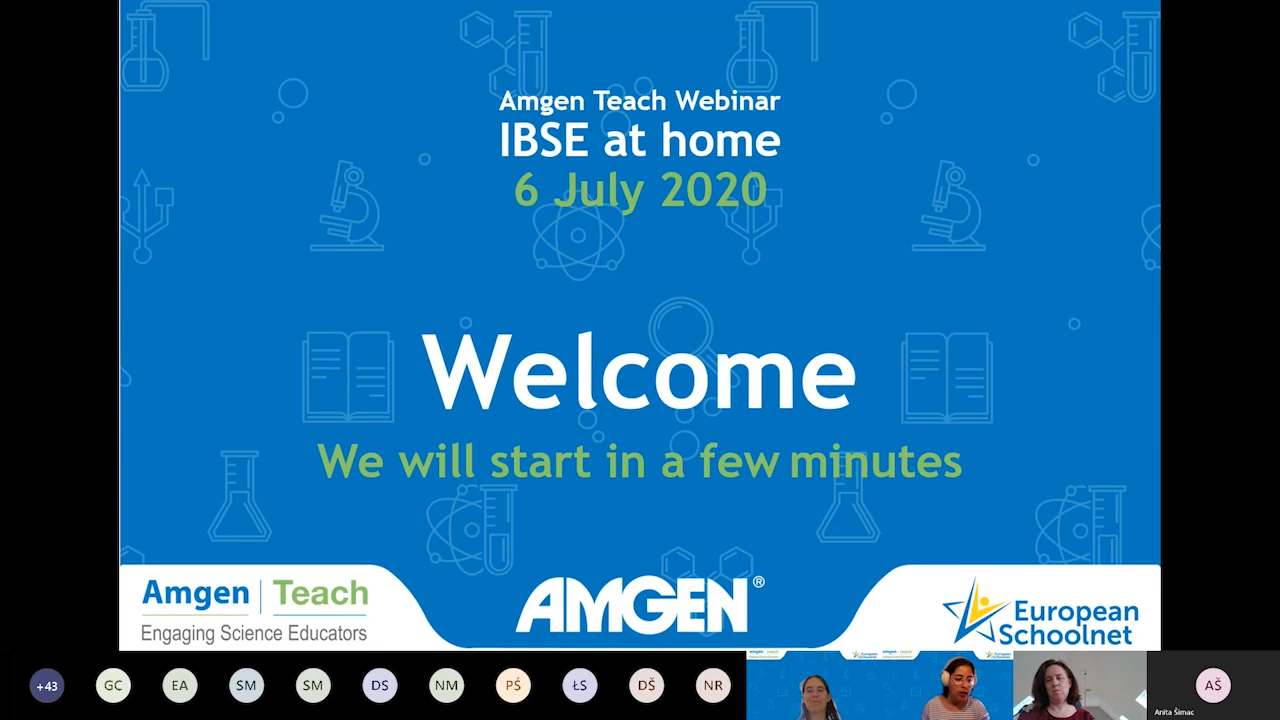 Amgen Teach Webinar
IBSE at home
6 July 2020
Welcome
We will start in a few minutes
Amgen | Teach
Engaging Science Educators
AMGEN®
European
Schoolnet
+43
GC
EA
SM
SM
DS
NM
PŚ
ŁS
DŠ
NR
AŠ
Anita Šimac